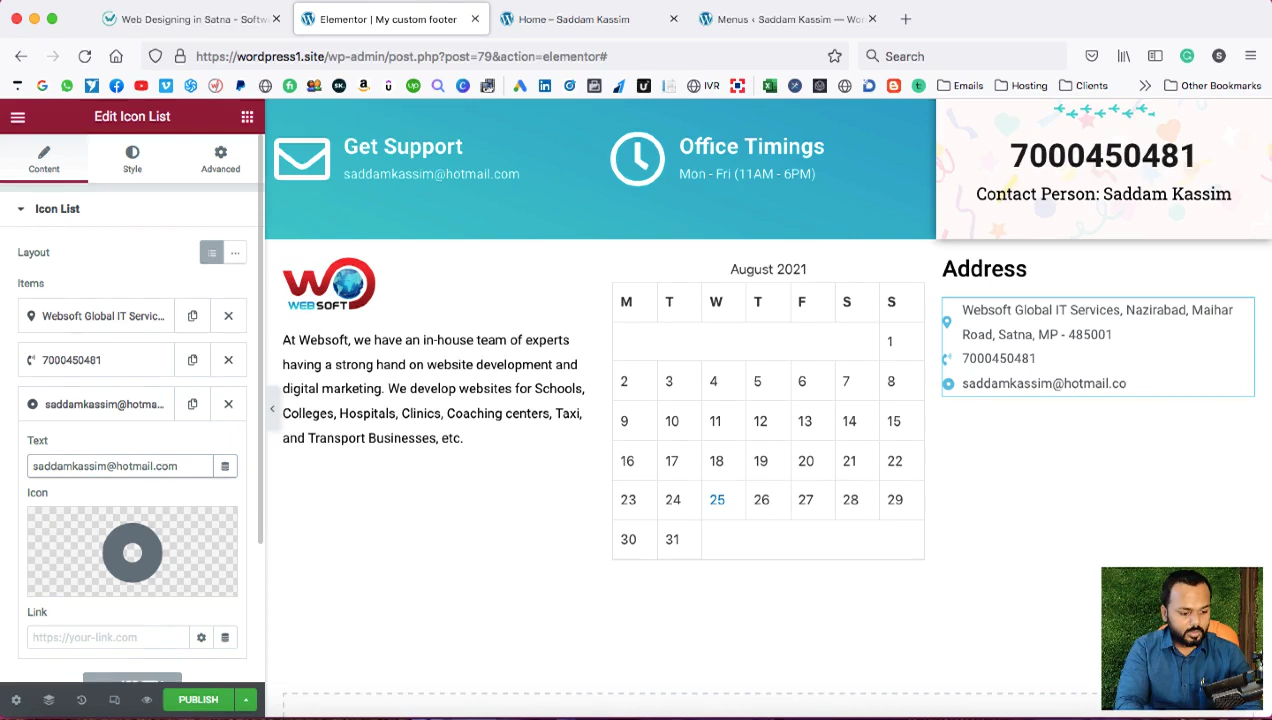 Web Designing in Satna - Softw
Elementor | My custom footer
Home – Saddam Kassim
Menus ‹ Saddam Kassim — Wor
https://wordpress1.site/wp-admin/post.php?post=79&action=elementor#
Search
IVR
Emails
Hosting
Clients
Other Bookmarks
Edit Icon List
Content
Style
Advanced
Icon List
Layout
Items
Websoft Global IT Servic...
7000450481
saddamkassim@hotma...
Text
saddamkassim@hotmail.com
Icon
Link
https://your-link.com
PUBLISH
Get Support
saddamkassim@hotmail.com
Office Timings
Mon - Fri (11AM - 6PM)
7000450481
Contact Person: Saddam Kassim
WEBSOFT
At Websoft, we have an in-house team of experts
having a strong hand on website development and
digital marketing. We develop websites for Schools,
Colleges, Hospitals, Clinics, Coaching centers, Taxi,
and Transport Businesses, etc.
August 2021
M T W T F S S
1
2 3 4 5 6 7 8
9 10 11 12 13 14 15
16 17 18 19 20 21 22
23 24 25 26 27 28 29
30 31
Address
Websoft Global IT Services, Nazirabad, Maihar
Road, Satna, MP - 485001
7000450481
saddamkassim@hotmail.co